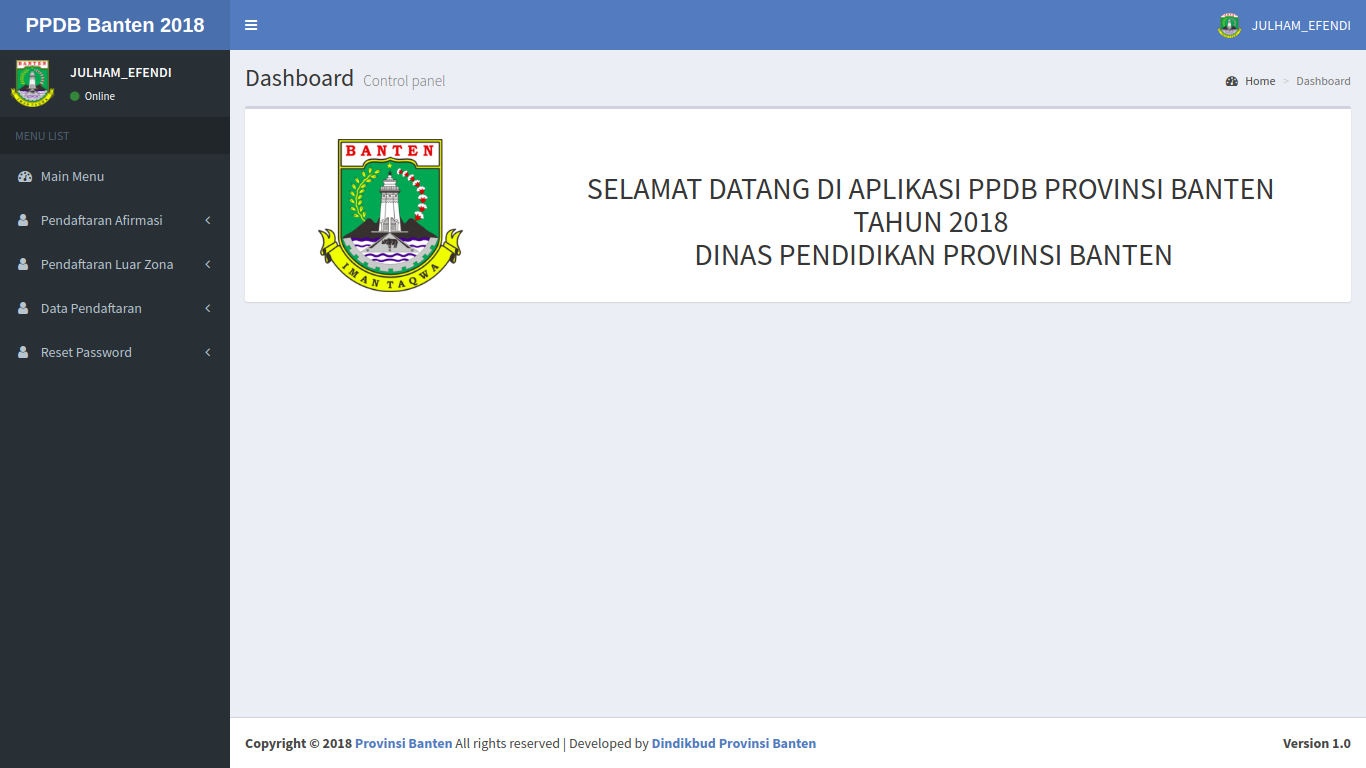 PPDB Banten 2018
JULHAM_EFENDI
JULHAM_EFENDI
Online
MENU LIST
Main Menu
Pendaftaran Afirmasi
Pendaftaran Luar Zona
Data Pendaftaran
Reset Password
Dashboard Control panel
Home > Dashboard
BANTEN
IMAN TAQWA
SELAMAT DATANG DI APLIKASI PPDB PROVINSI BANTEN
TAHUN 2018
DINAS PENDIDIKAN PROVINSI BANTEN
Copyright © 2018 Provinsi Banten All rights reserved | Developed by Dindikbud Provinsi Banten
Version 1.0